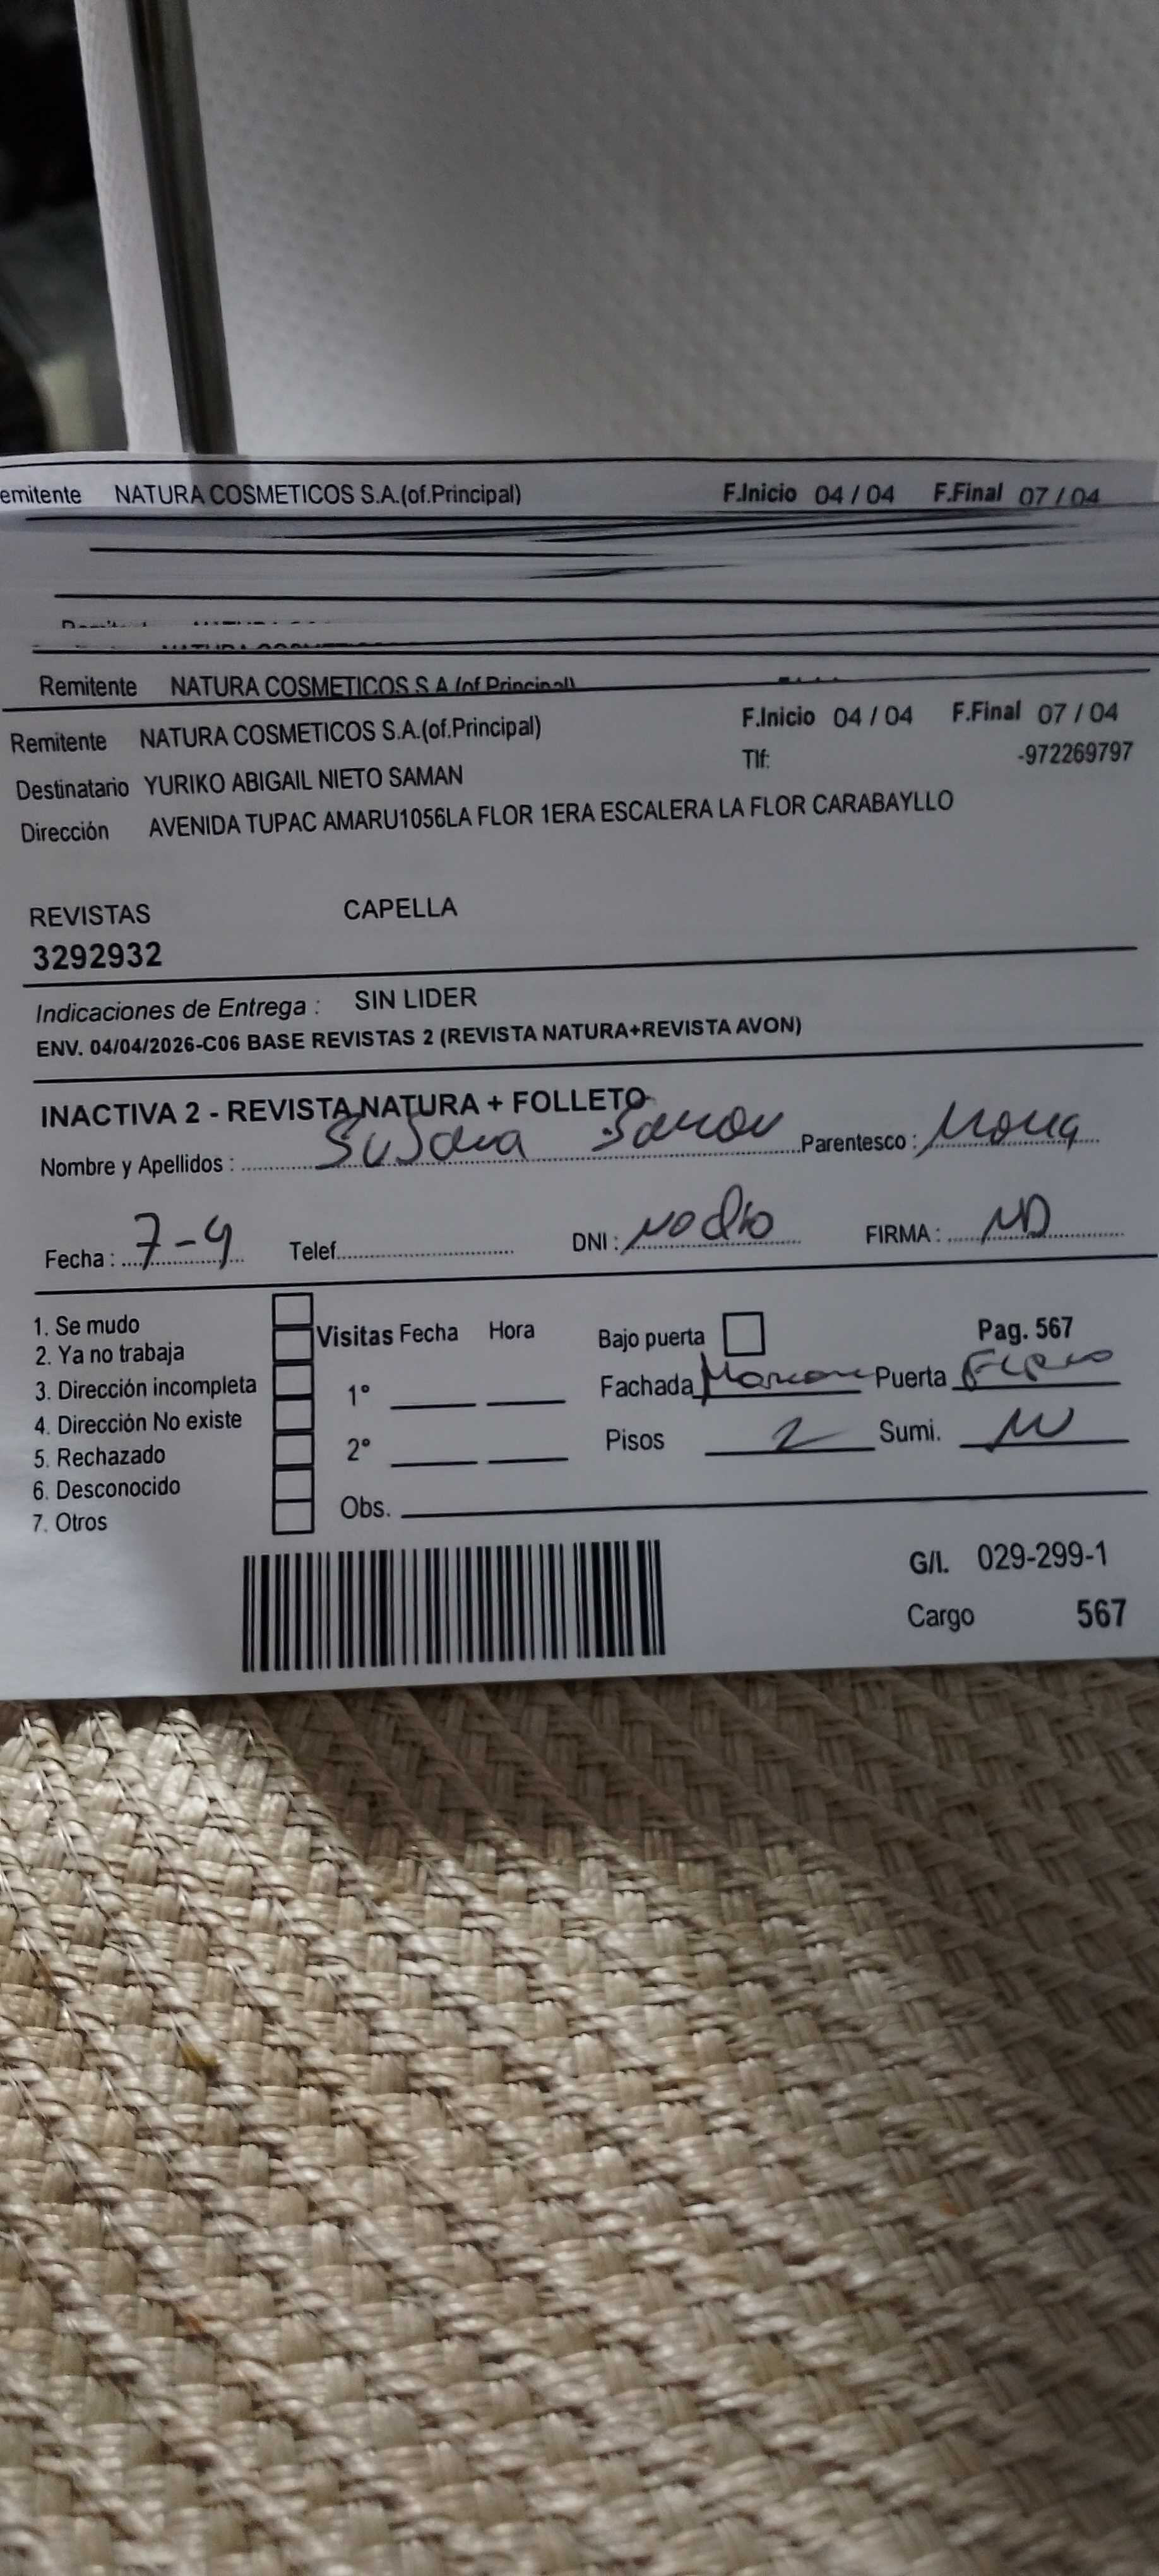 emitente NATURA COSMETICOS S.A.(of.Principal) F.Inicio 04 / 04 F.Final 07 / 04
Remitente NATURA COSMETICOS S.A.(of.Principal)
Remitente NATURA COSMETICOS S.A.(of.Principal) F.Inicio 04 / 04 F.Final 07 / 04
Tlf: -972269797
Destinatario YURIKO ABIGAIL NIETO SAMAN
Dirección AVENIDA TUPAC AMARU1056LA FLOR 1ERA ESCALERA LA FLOR CARABAYLLO
REVISTAS CAPELLA
3292932
Indicaciones de Entrega : SIN LIDER
ENV. 04/04/2026-C06 BASE REVISTAS 2 (REVISTA NATURA+REVISTA AVON)
INACTIVA 2 - REVISTA NATURA + FOLLETO
Nombre y Apellidos : Susana Saman Parentesco :
Fecha : 7-4 Telef. DNI : No dio FIRMA : ND
1. Se mudo
2. Ya no trabaja
3. Dirección incompleta
4. Dirección No existe
5. Rechazado
6. Desconocido
7. Otros
Visitas Fecha Hora
1°
2°
Obs.
Bajo puerta Pag. 567
Fachada Puerta
Pisos 2 Sumi.
G/I. 029-299-1
Cargo 567